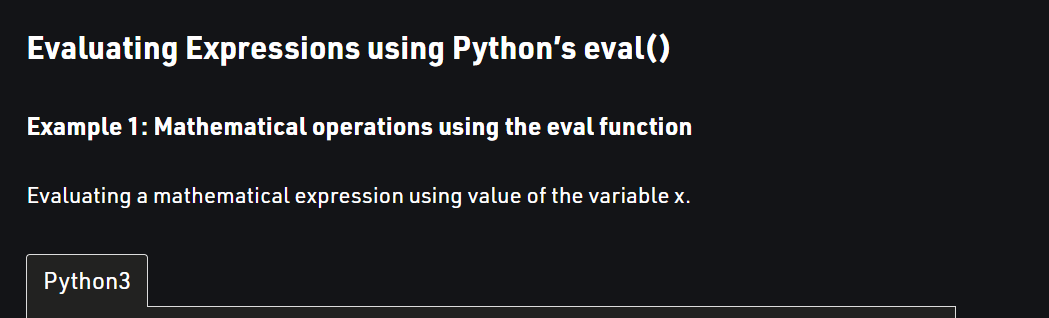 Evaluating Expressions using Python’s eval()
Example 1: Mathematical operations using the eval function
Evaluating a mathematical expression using value of the variable x.
Python3